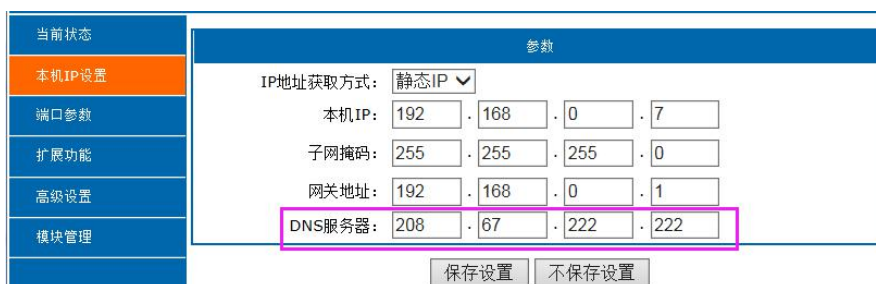 当前状态
本机IP设置
端口参数
扩展功能
高级设置
模块管理
参数
IP地址获取方式: 静态IP
本机IP: 192 . 168 . 0 . 7
子网掩码: 255 . 255 . 255 . 0
网关地址: 192 . 168 . 0 . 1
DNS服务器: 208 . 67 . 222 . 222
保存设置 不保存设置